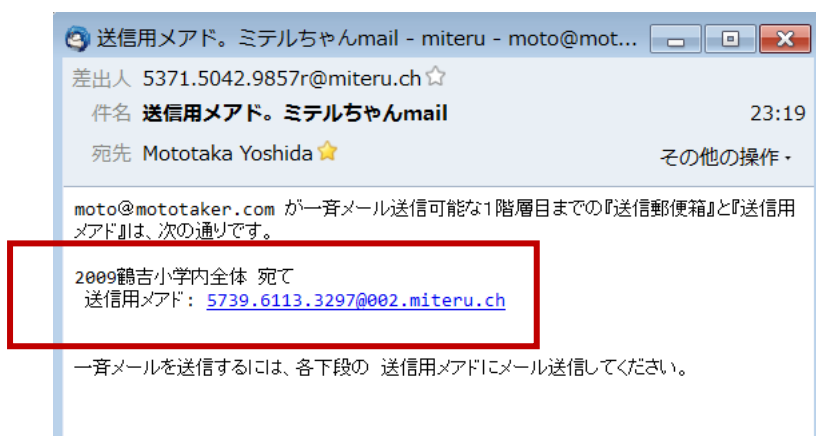 送信用メアド。ミテルちゃんmail - miteru - moto@mot...
差出人 5371.5042.9857r@miteru.ch
件名 送信用メアド。ミテルちゃんmail 23:19
宛先 Mototaka Yoshida その他の操作
moto@mototaker.com が一斉メール送信可能な1階層目までの『送信郵便箱』と『送信用
メアド』は、次の通りです。
2009鶴吉小学内全体 宛て
送信用メアド: 5739.6113.3297@002.miteru.ch
一斉メールを送信するには、各下段の 送信用メアドにメール送信してください。